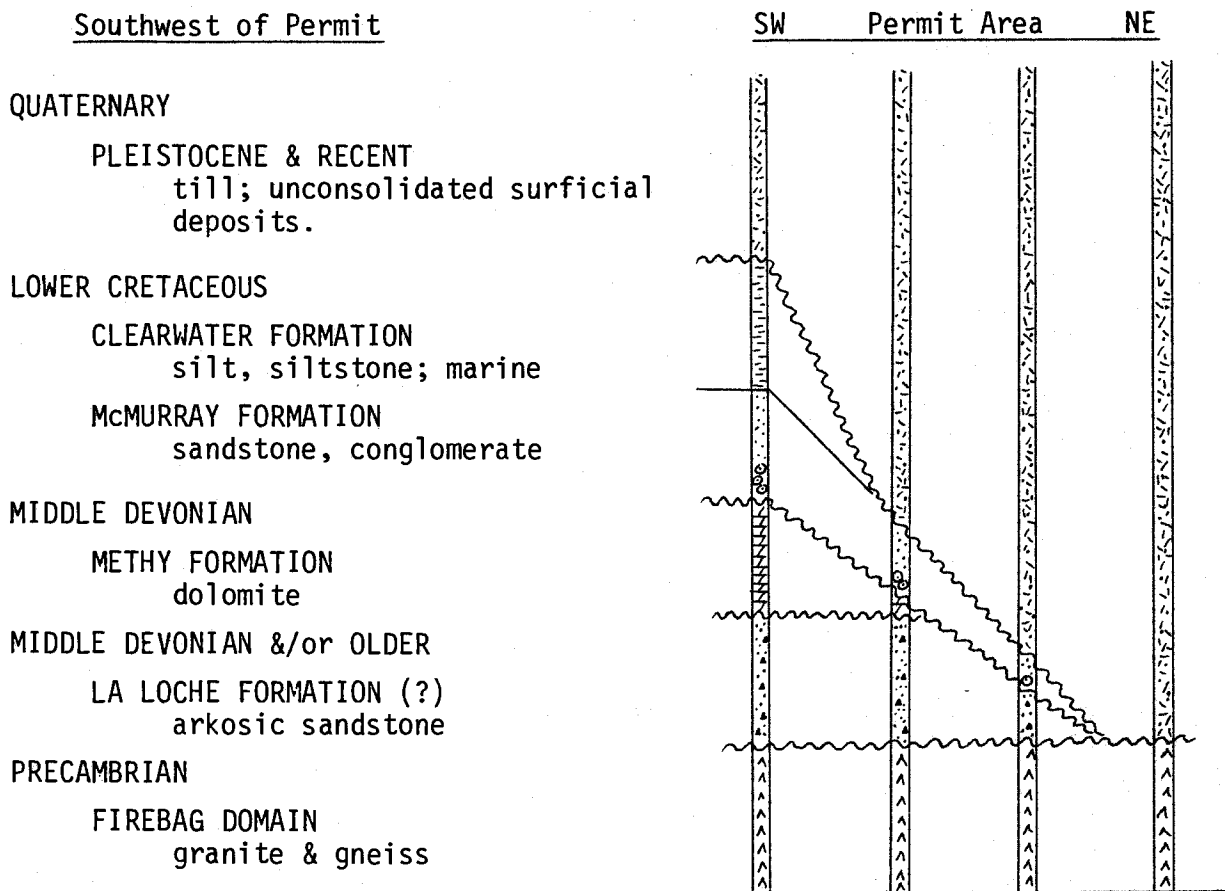 Southwest of Permit
SW Permit Area NE
QUATERNARY
PLEISTOCENE & RECENT
till; unconsolidated surficial
deposits.
LOWER CRETACEOUS
CLEARWATER FORMATION
silt, siltstone; marine
McMURRAY FORMATION
sandstone, conglomerate
MIDDLE DEVONIAN
METHY FORMATION
dolomite
MIDDLE DEVONIAN &/or OLDER
LA LOCHE FORMATION (?)
arkosic sandstone
PRECAMBRIAN
FIREBAG DOMAIN
granite & gneiss